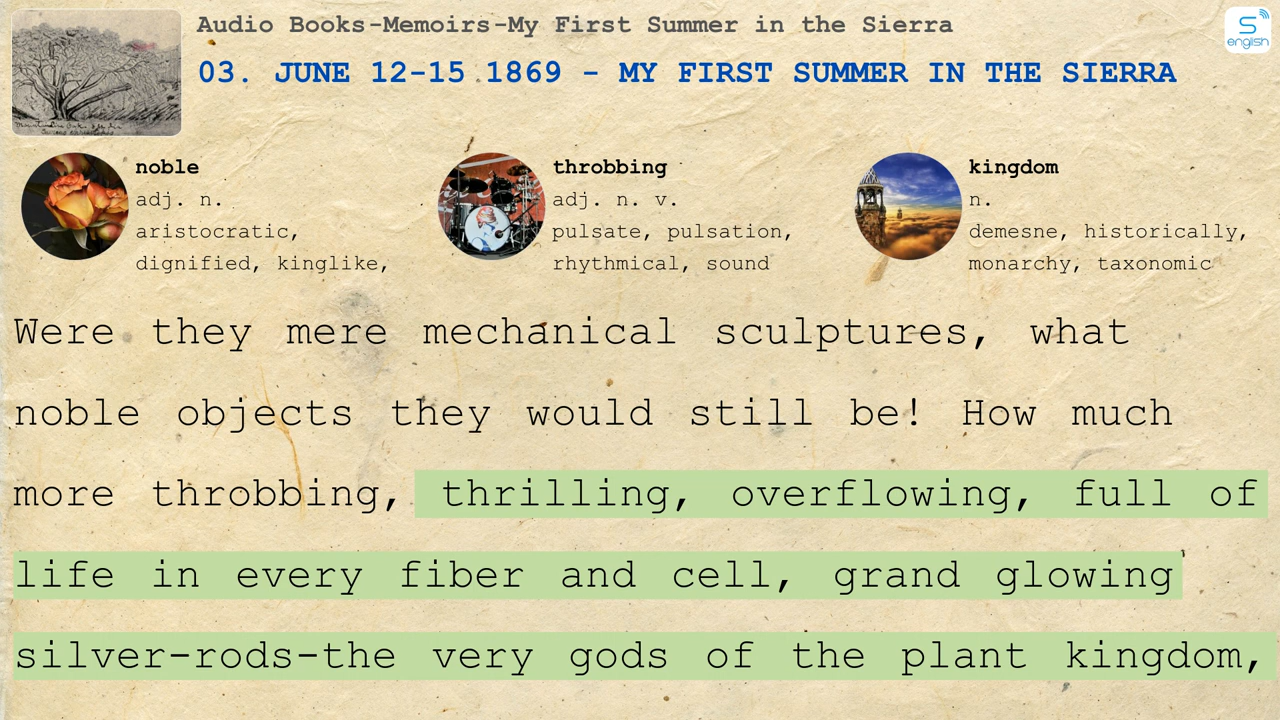 Audio Books-Memoirs-My First Summer in the Sierra
03. JUNE 12-15 1869 - MY FIRST SUMMER IN THE SIERRA
S
english
noble
adj. n.
aristocratic,
dignified, kinglike,
throbbing
adj. n. v.
pulsate, pulsation,
rhythmical, sound
kingdom
n.
demesne, historically,
monarchy, taxonomic
Were they mere mechanical sculptures, what
noble objects they would still be! How much
more throbbing, thrilling, overflowing, full of
life in every fiber and cell, grand glowing
silver-rods-the very gods of the plant kingdom,